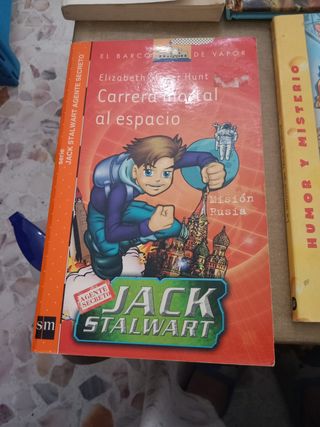 EL BARCO DE VAPOR
Elizabeth Hunt
Carrera mortal
al espacio
Misión
Rusia
AGENTE
SECRETO
JACK
STALWART
sm
serie
JACK STALWART AGENTE SECRETO
HUMOR Y MISTERIO